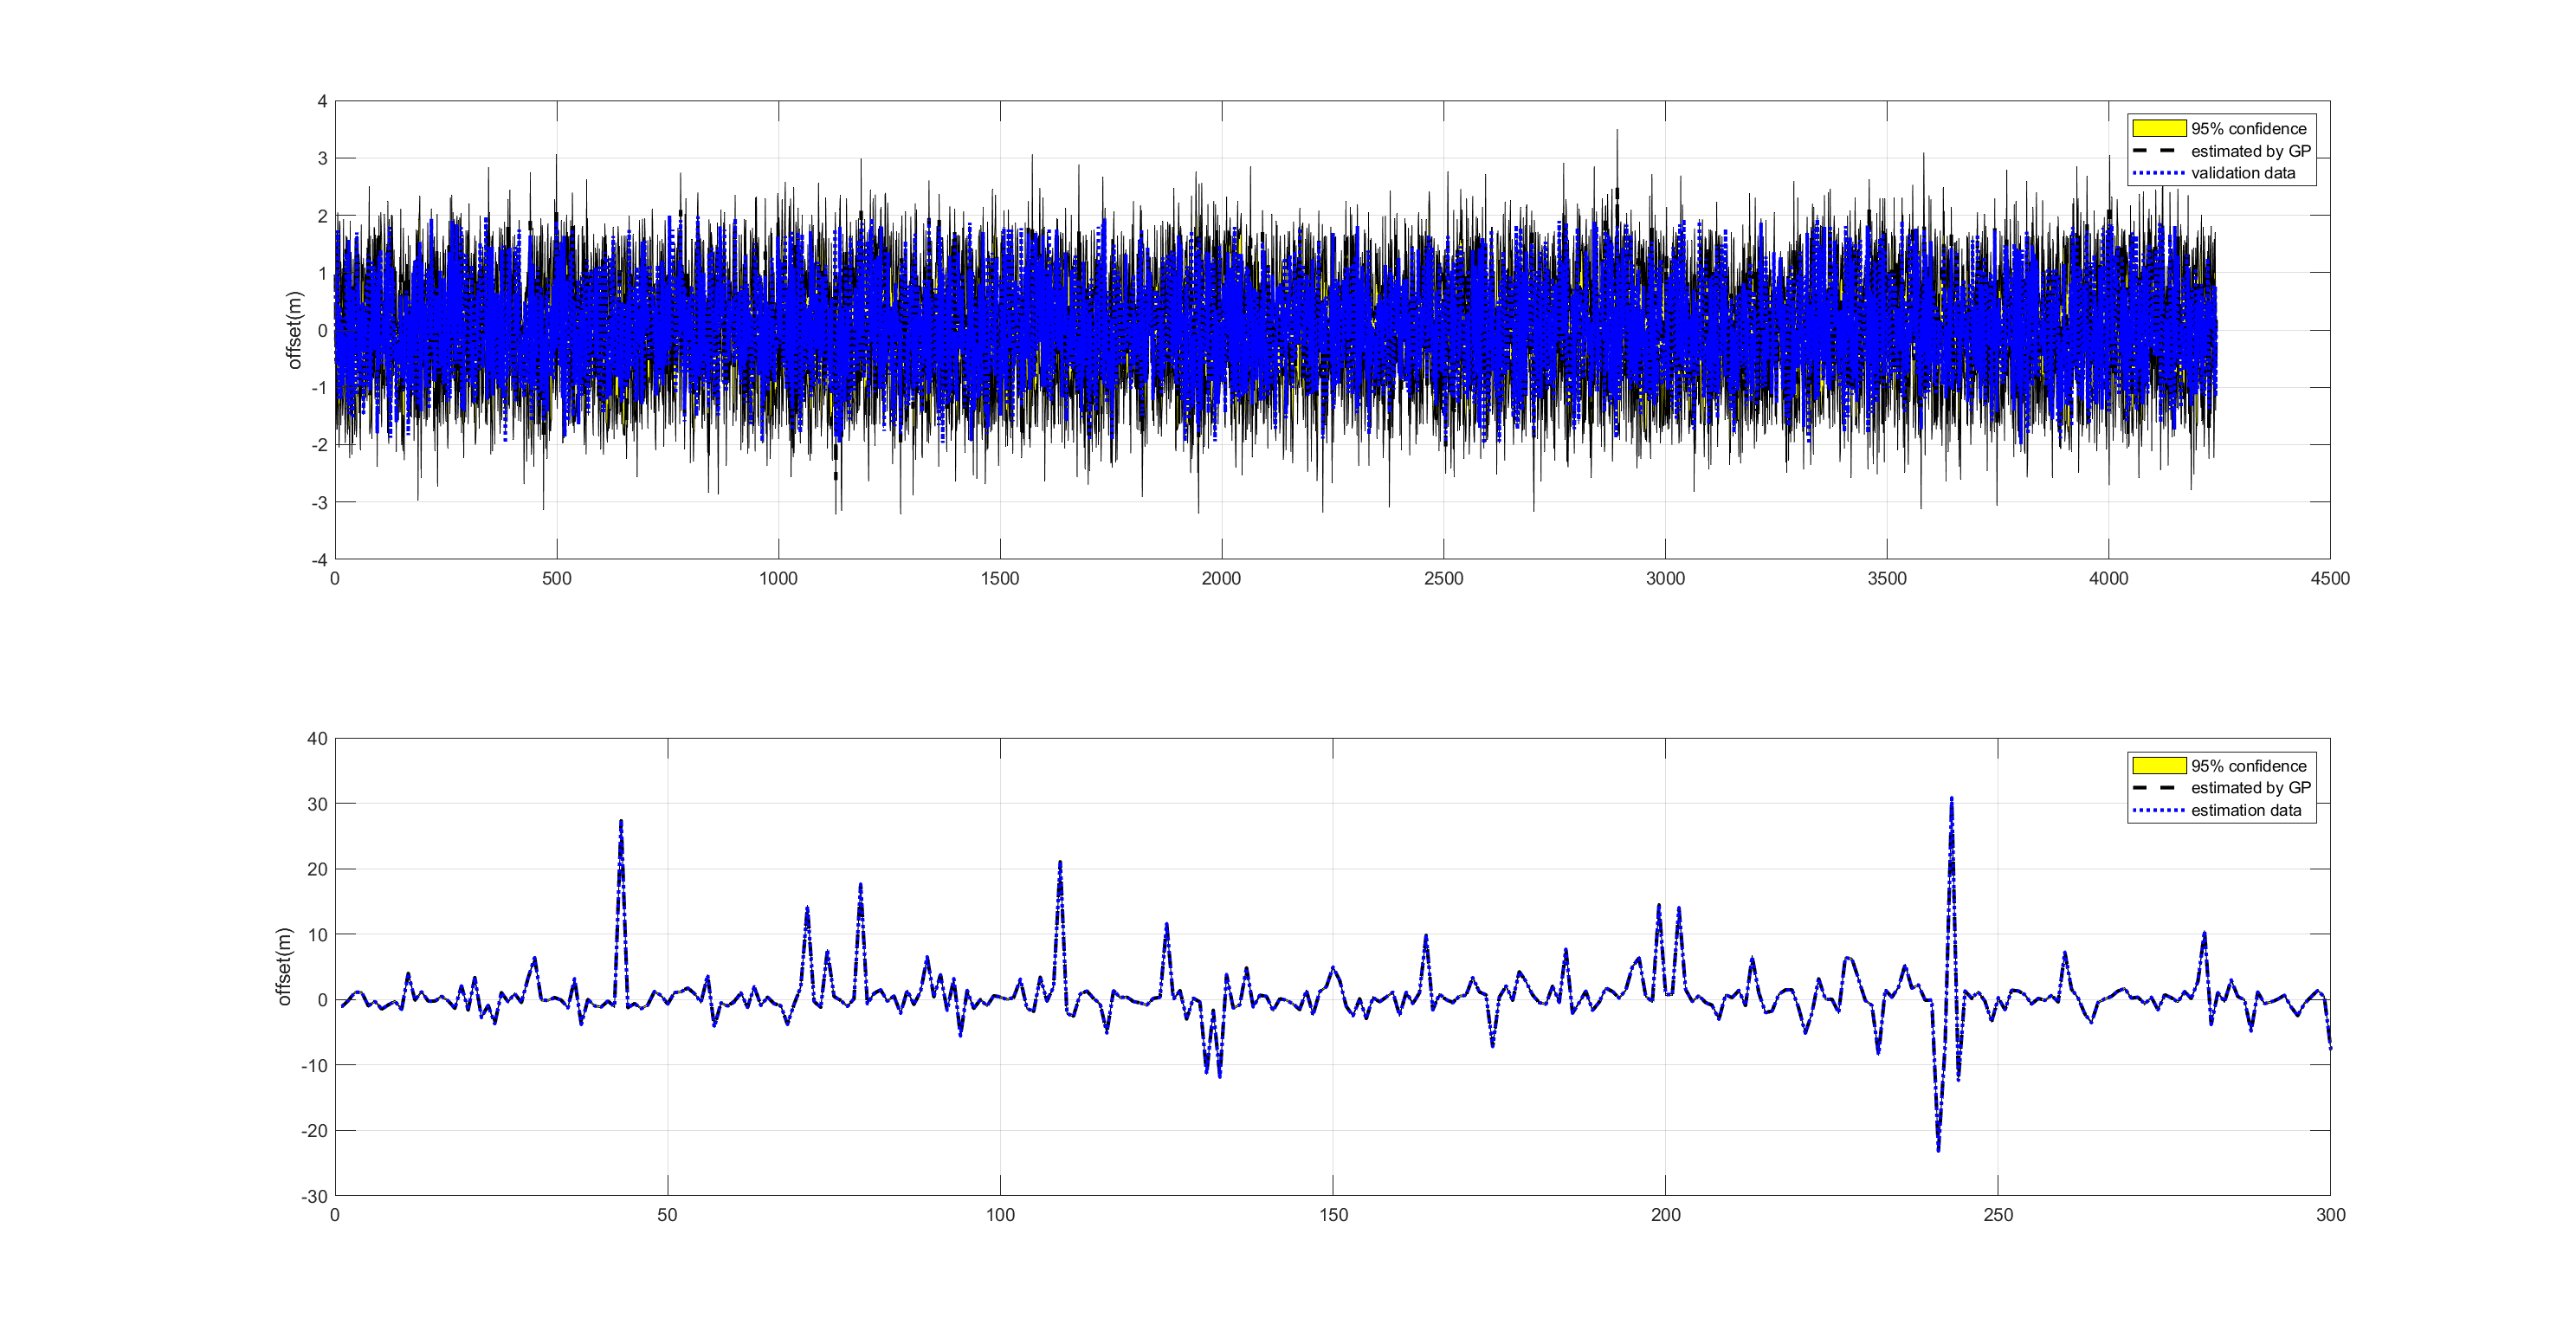 4
3
2
1
0
-1
-2
-3
-4
offset(m)
0 500 1000 1500 2000 2500 3000 3500 4000 4500
95% confidence
estimated by GP
validation data
40
30
20
10
0
-10
-20
-30
offset(m)
0 50 100 150 200 250 300
95% confidence
estimated by GP
estimation data